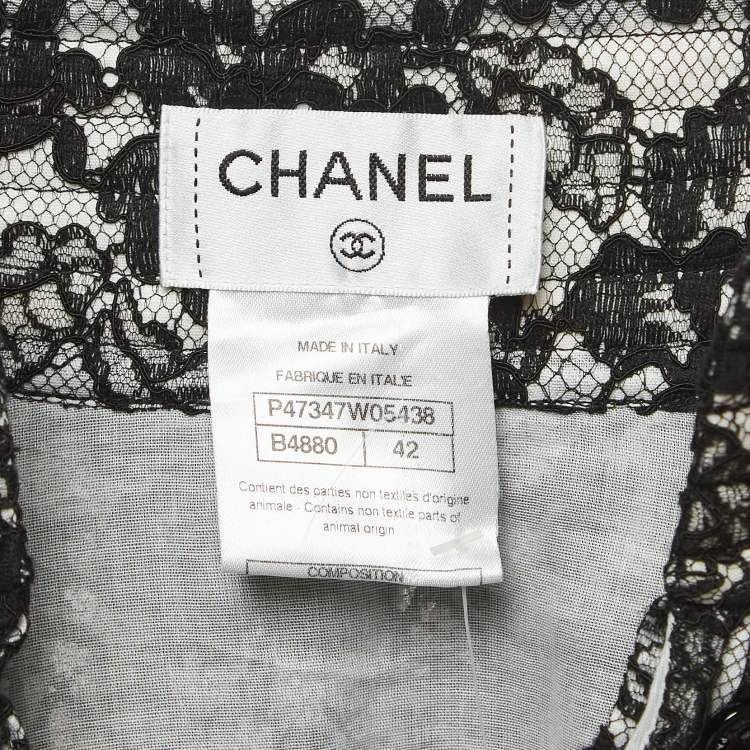 CHANEL
MADE IN ITALY
FABRIQUE EN ITALIE
P47347W05438
B4880 42
Contient des parties non textiles d'origine
animale - Contains non textile parts of
animal origin
COMPOSITION